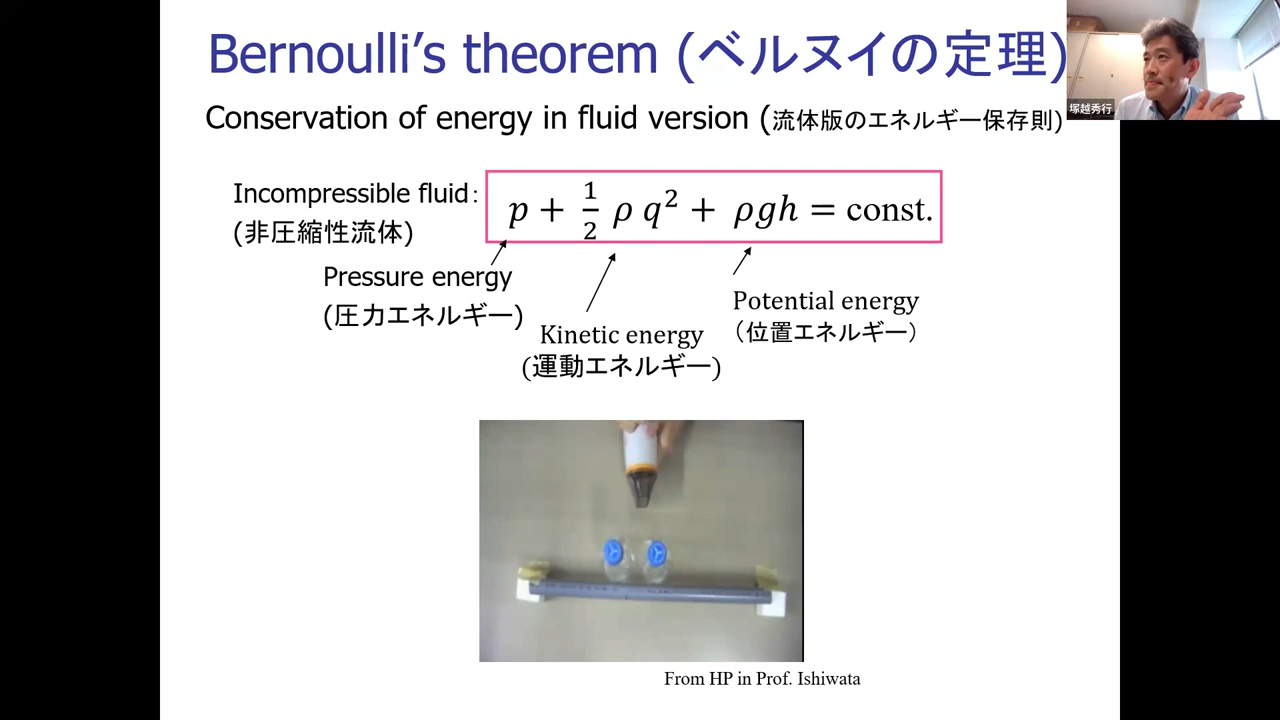 Bernoulli's theorem (ベルヌイの定理)
塚越秀行
Conservation of energy in fluid version (流体版のエネルギー保存則)
Incompressible fluid:
(非圧縮性流体)
p + 1/2 ρ q² + ρgh = const.
Pressure energy
(圧力エネルギー)
Kinetic energy
(運動エネルギー)
Potential energy
(位置エネルギー)
From HP in Prof. Ishiwata